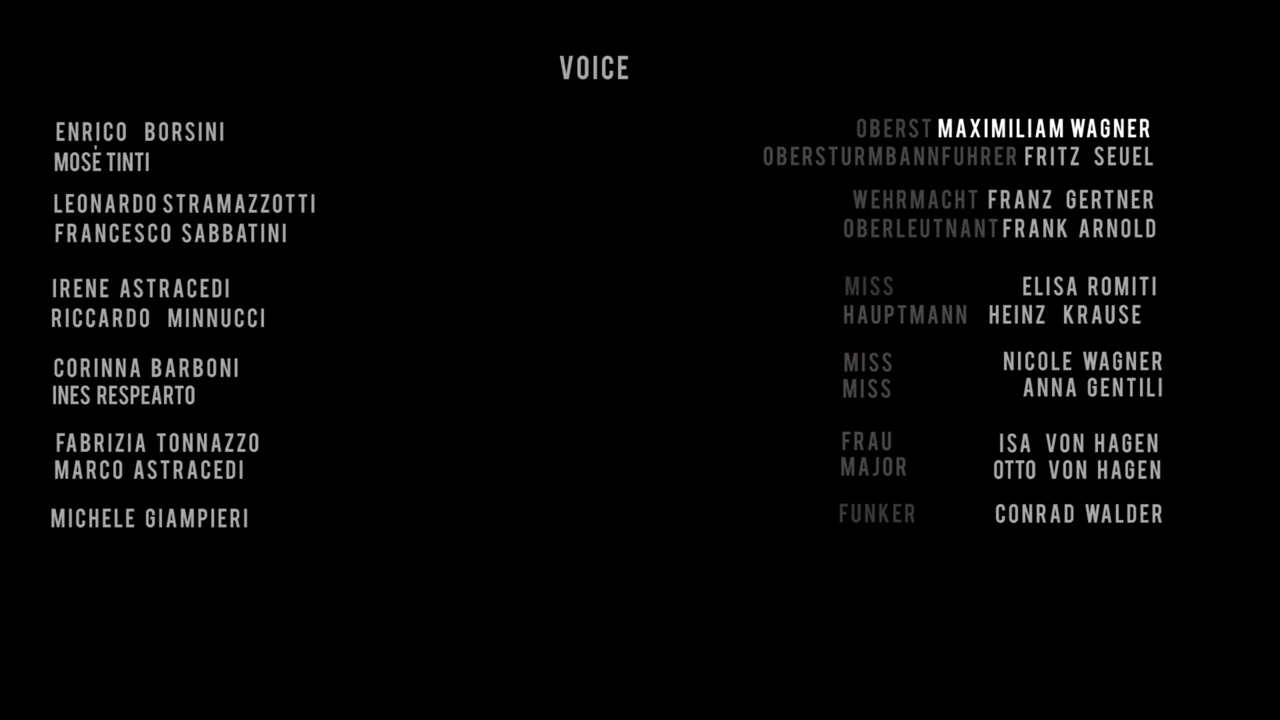 VOICE
ENRICO BORSINI OBERST MAXIMILIAM WAGNER
MOSÈ TINTI OBERSTURMBANNFUHRER FRITZ SEUEL
LEONARDO STRAMAZZOTTI WEHRMACHT FRANZ GERTNER
FRANCESCO SABBATINI OBERLEUTNANT FRANK ARNOLD
IRENE ASTRACEDI MISS ELISA ROMITI
RICCARDO MINNUCCI HAUPTMANN HEINZ KRAUSE
CORINNA BARBONI MISS NICOLE WAGNER
INES RESPEARTO MISS ANNA GENTILI
FABRIZIA TONNAZZO FRAU ISA VON HAGEN
MARCO ASTRACEDI MAJOR OTTO VON HAGEN
MICHELE GIAMPIERI FUNKER CONRAD WALDER